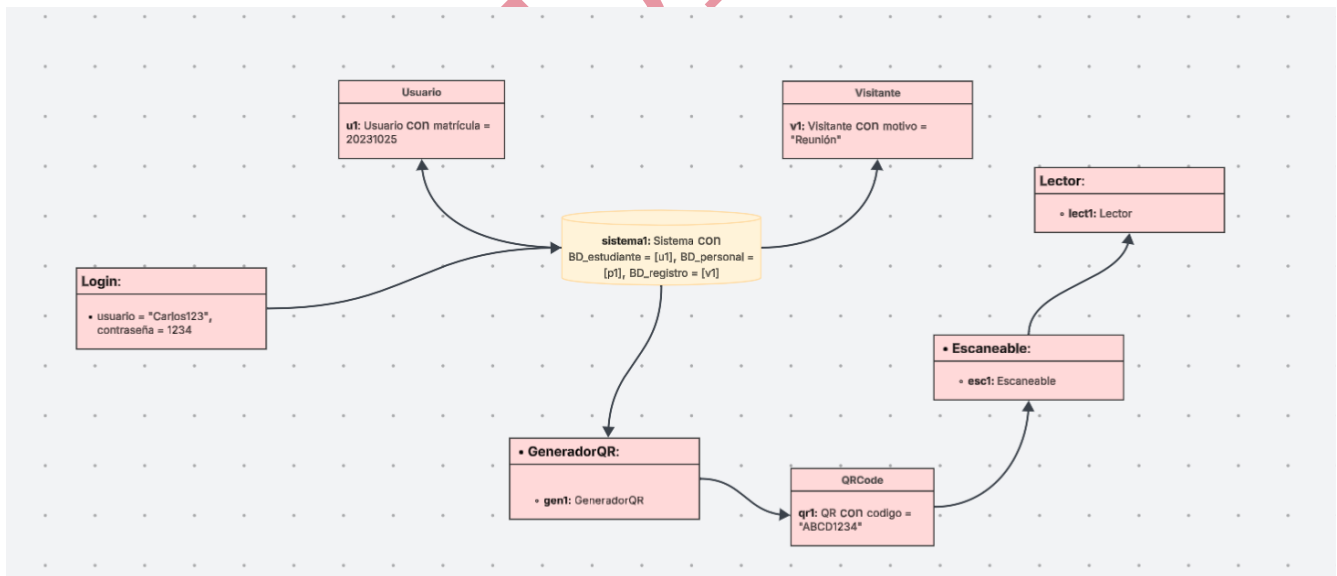 Usuario
u1: Usuario con matrícula =
20231025
Visitante
v1: Visitante con motivo =
"Reunión"
Lector:
◦ lect1: Lector
sistema1: Sistema con
BD_estudiante = [u1], BD_personal =
[p1], BD_registro = [v1]
Login:
• usuario = "Carlos123",
contraseña = 1234
• Escaneable:
◦ esc1: Escaneable
• GeneradorQR:
◦ gen1: GeneradorQR
QRCode
qr1: QR con codigo =
"ABCD1234"